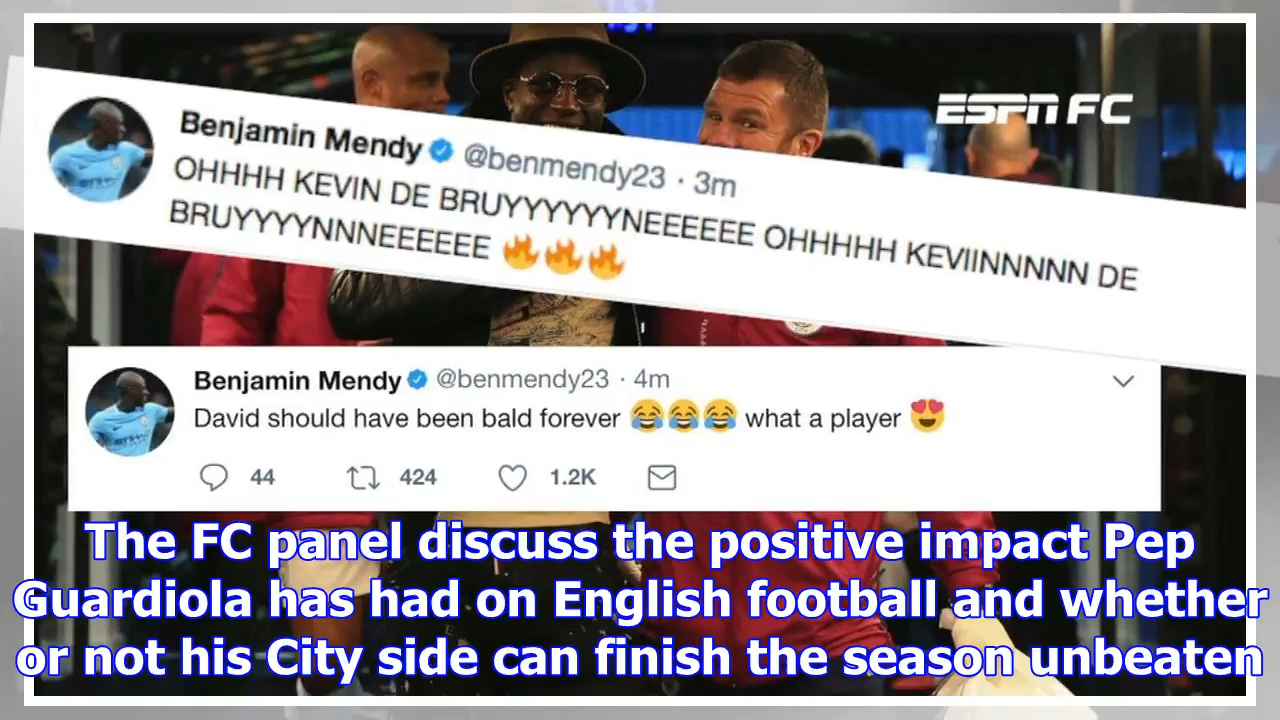 ESPN FC
Benjamin Mendy @benmendy23 · 3m
OHHHH KEVIN DE BRUYYYYYYYNEEEEEE OHHHHH KEVIINNNNN DE
BRUYYYYNNNEEEEEE 🔥🔥🔥
Benjamin Mendy @benmendy23 · 4m
David should have been bald forever 😂😂😂 what a player 😍
44 424 1.2K
The FC panel discuss the positive impact Pep
Guardiola has had on English football and whether
or not his City side can finish the season unbeaten